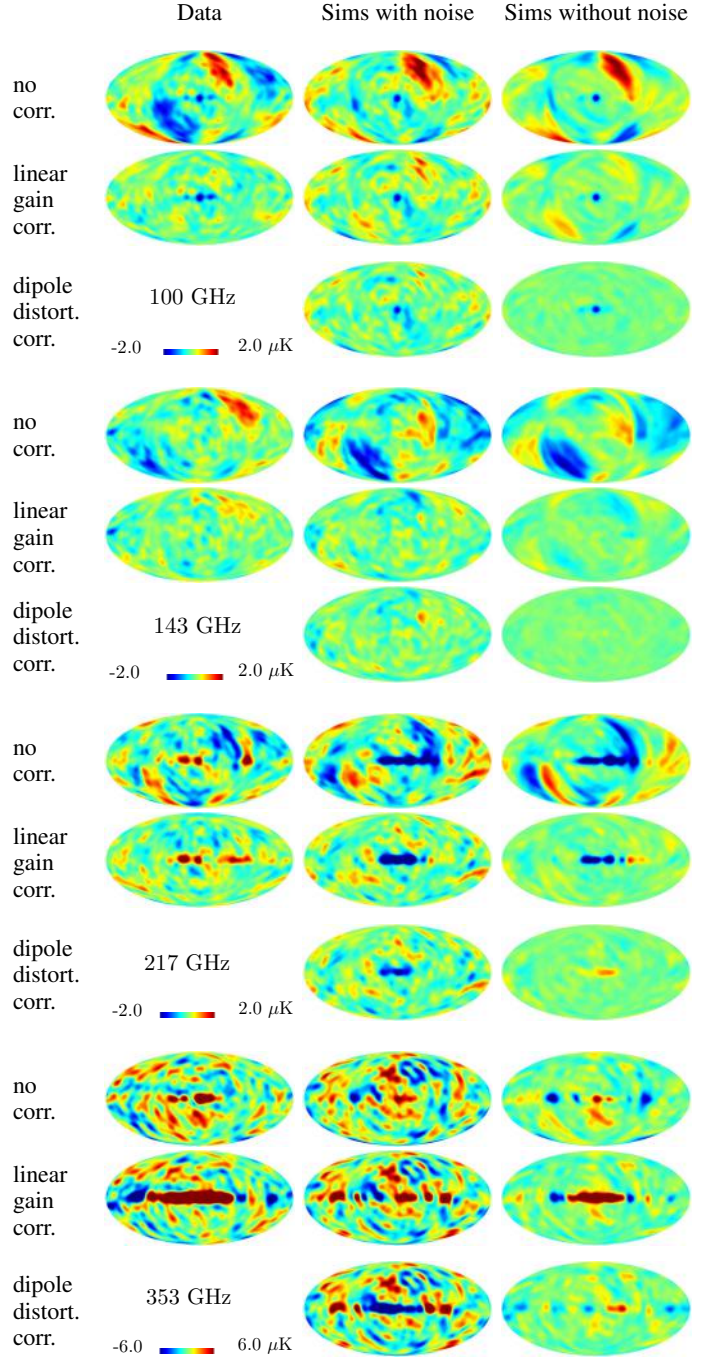 Data Sims with noise Sims without noise
no
corr.
linear
gain
corr.
dipole
distort.
corr.
100 GHz
-2.0 2.0 μK
no
corr.
linear
gain
corr.
dipole
distort.
corr.
143 GHz
-2.0 2.0 μK
no
corr.
linear
gain
corr.
dipole
distort.
corr.
217 GHz
-2.0 2.0 μK
no
corr.
linear
gain
corr.
dipole
distort.
corr.
353 GHz
-6.0 6.0 μK